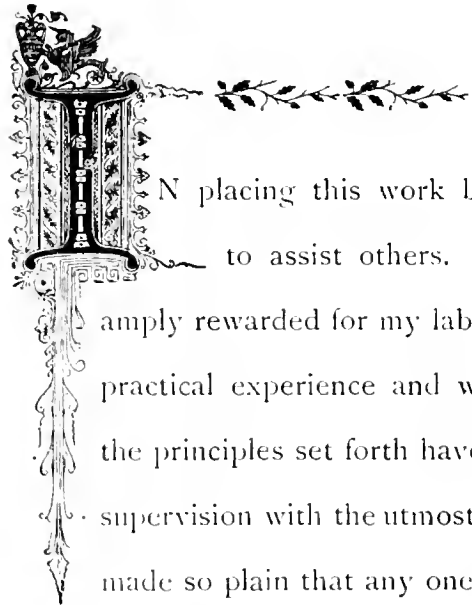 IN placing this work
to assist others.
amply rewarded for my lab
practical experience and w
the principles set forth have
supervision with the utmost
made so plain that any one